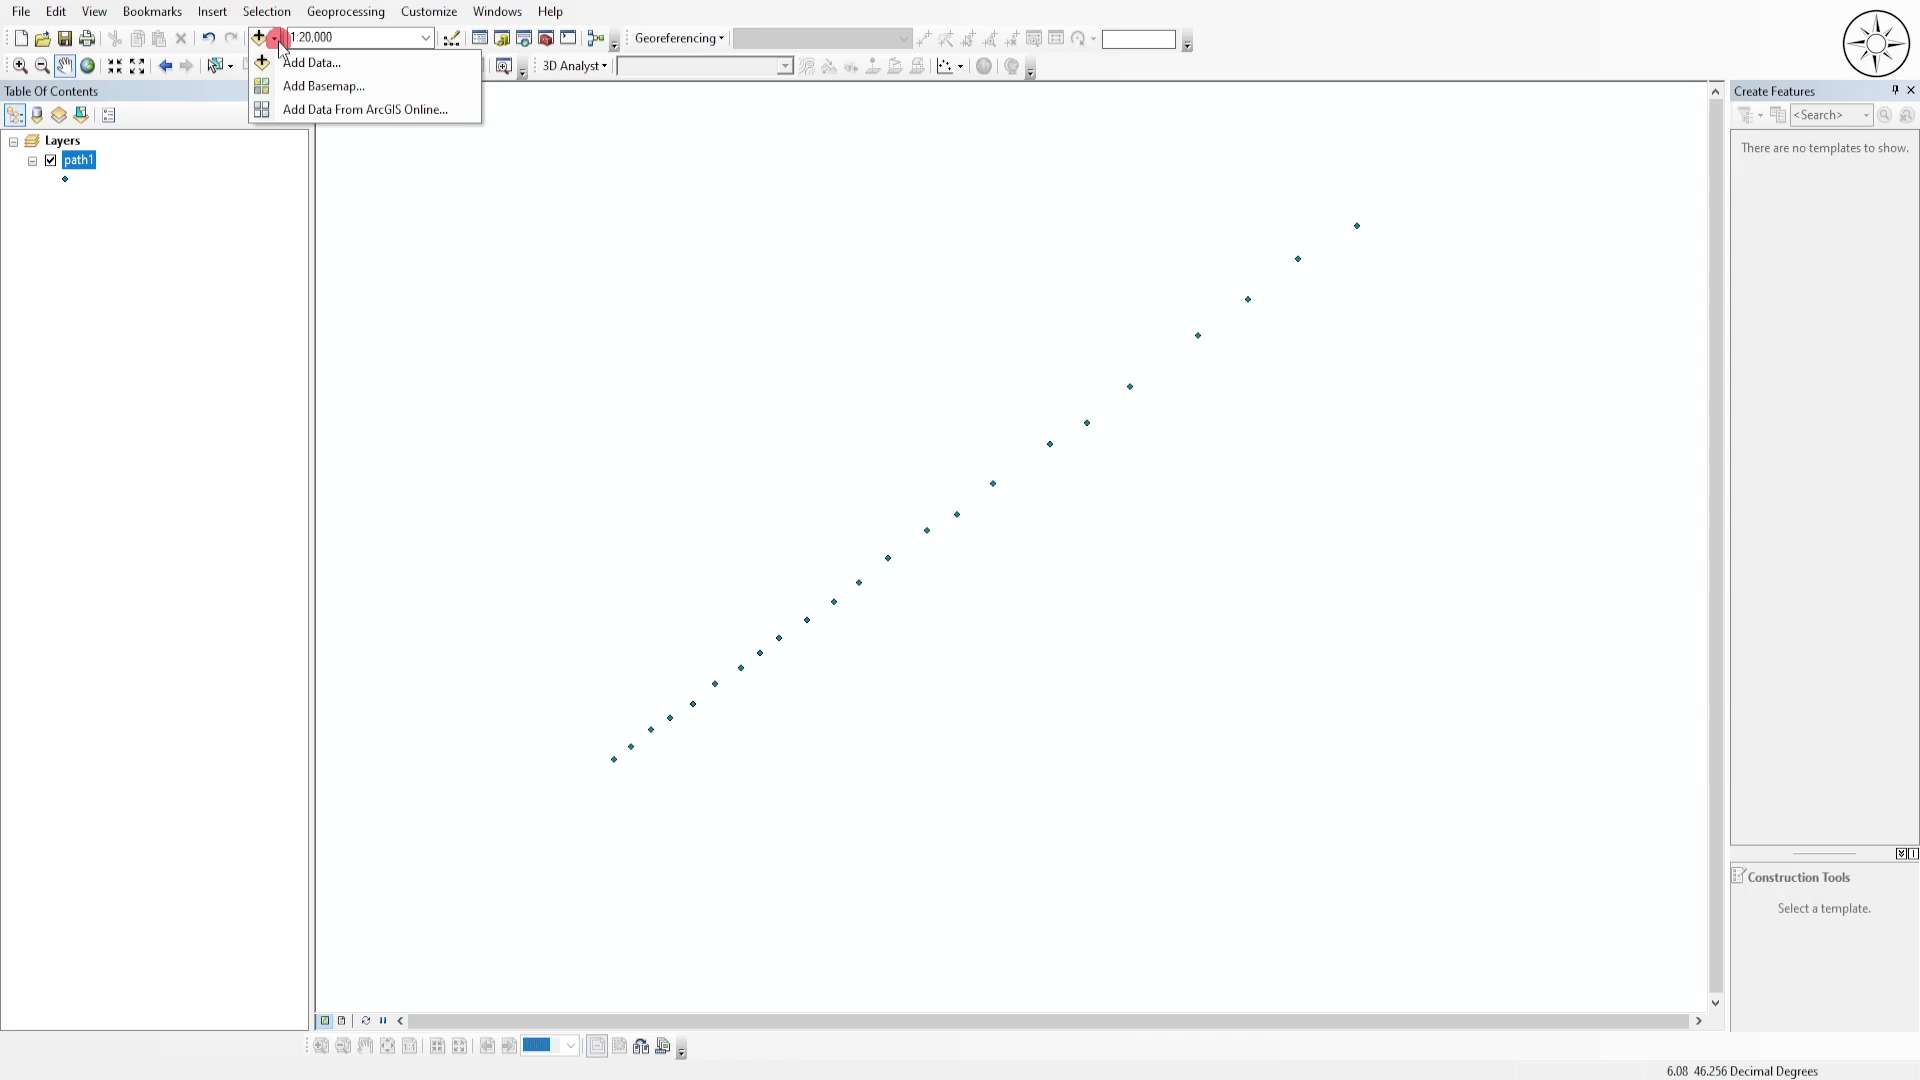 File Edit View Bookmarks Insert Selection Geoprocessing Customize Windows Help
1:20,000
Georeferencing
3D Analyst
Add Data...
Add Basemap...
Add Data From ArcGIS Online...
Table Of Contents
Layers
path1
Create Features
<Search>
There are no templates to show.
Construction Tools
Select a template.
6.08 46.256 Decimal Degrees